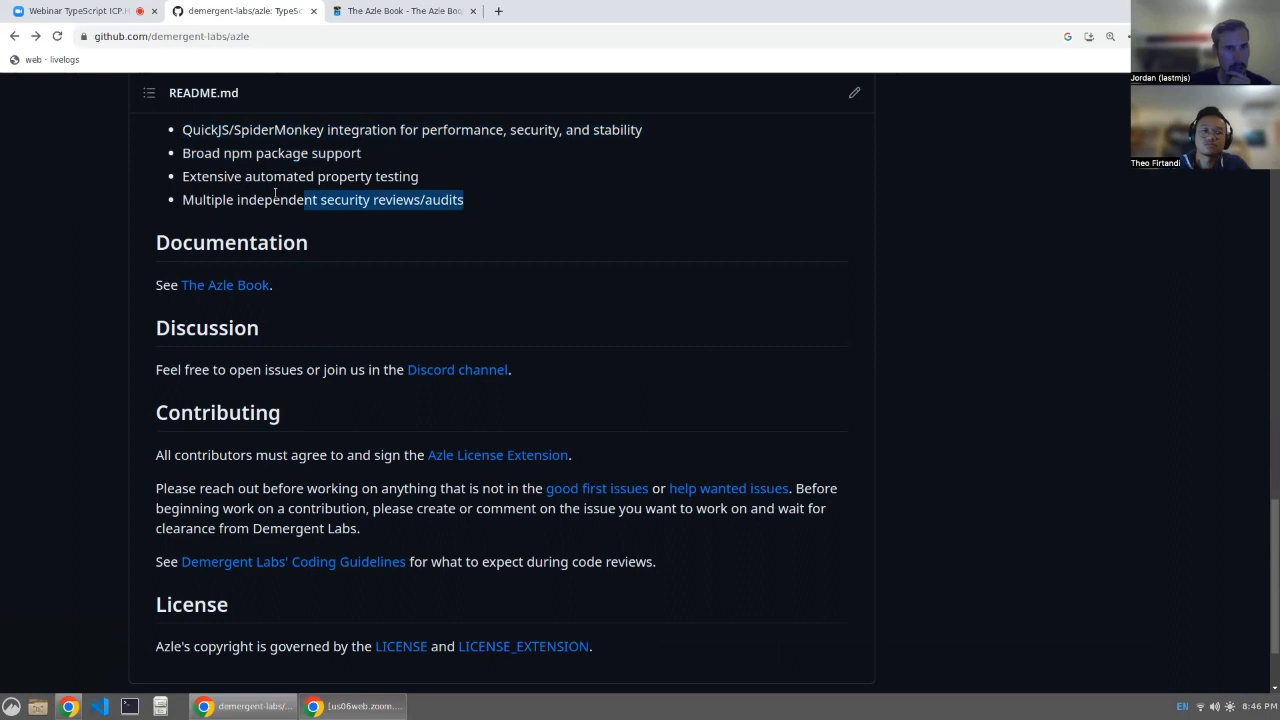 Webinar TypeScript ICP.H
demergent-labs/azle: TypeSc
The Azle Book - The Azle Boo
github.com/demergent-labs/azle
web · livelogs
Jordan (lastmjs)
Theo Firtandi
README.md
QuickJS/SpiderMonkey integration for performance, security, and stability
Broad npm package support
Extensive automated property testing
Multiple independent security reviews/audits
Documentation
See The Azle Book.
Discussion
Feel free to open issues or join us in the Discord channel.
Contributing
All contributors must agree to and sign the Azle License Extension.
Please reach out before working on anything that is not in the good first issues or help wanted issues. Before
beginning work on a contribution, please create or comment on the issue you want to work on and wait for
clearance from Demergent Labs.
See Demergent Labs' Coding Guidelines for what to expect during code reviews.
License
Azle's copyright is governed by the LICENSE and LICENSE_EXTENSION.
demergent-labs/...
[us06web.zoom....
EN
8:46 PM